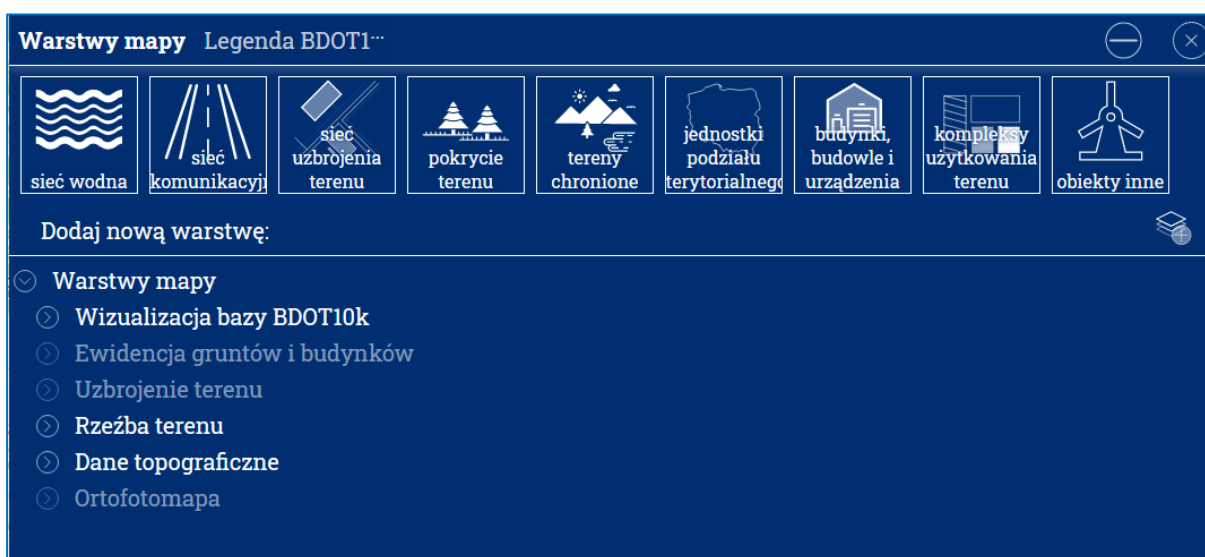 Warstwy mapy Legenda BDOT1...
sieć wodna
sieć
komunikacyj
sieć
uzbrojenia
terenu
pokrycie
terenu
tereny
chronione
jednostki
podziału
terytorialnego
budynki,
budowle i
urządzenia
kompleksy
użytkowania
terenu
obiekty inne
Dodaj nową warstwę:
Warstwy mapy
Wizualizacja bazy BDOT10k
Ewidencja gruntów i budynków
Uzbrojenie terenu
Rzeźba terenu
Dane topograficzne
Ortofotomapa